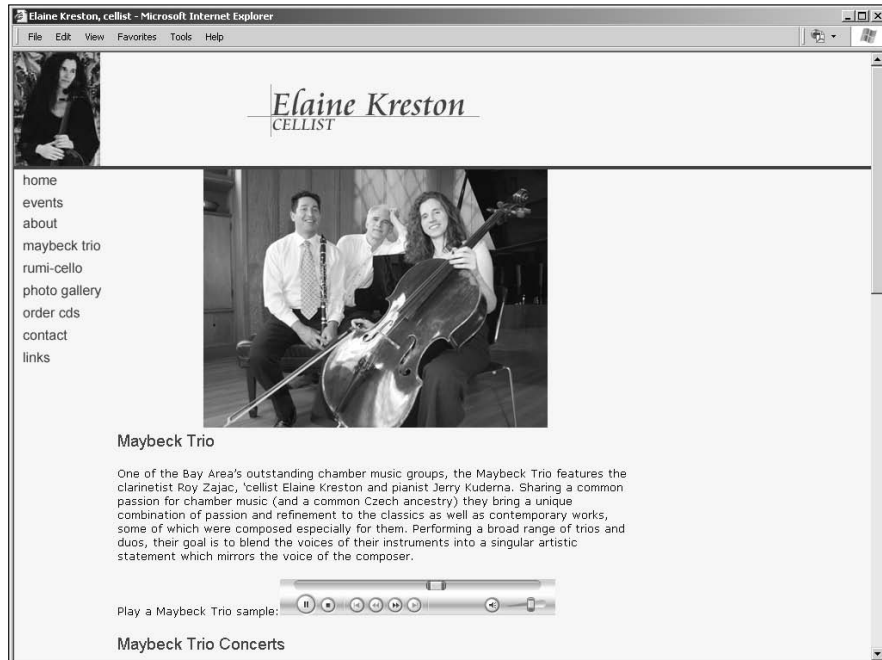 Elaine Kreston, cellist - Microsoft Internet Explorer
File Edit View Favorites Tools Help
Elaine Kreston
CELLIST
home
events
about
maybeck trio
rumi-cello
photo gallery
order cds
contact
links
Maybeck Trio
One of the Bay Area's outstanding chamber music groups, the Maybeck Trio features the
clarinetist Roy Zajac, 'cellist Elaine Kreston and pianist Jerry Kuderna. Sharing a common
passion for chamber music (and a common Czech ancestry) they bring a unique
combination of passion and refinement to the classics as well as contemporary works,
some of which were composed especially for them. Performing a broad range of trios and
duos, their goal is to blend the voices of their instruments into a singular artistic
statement which mirrors the voice of the composer.
Play a Maybeck Trio sample:
Maybeck Trio Concerts